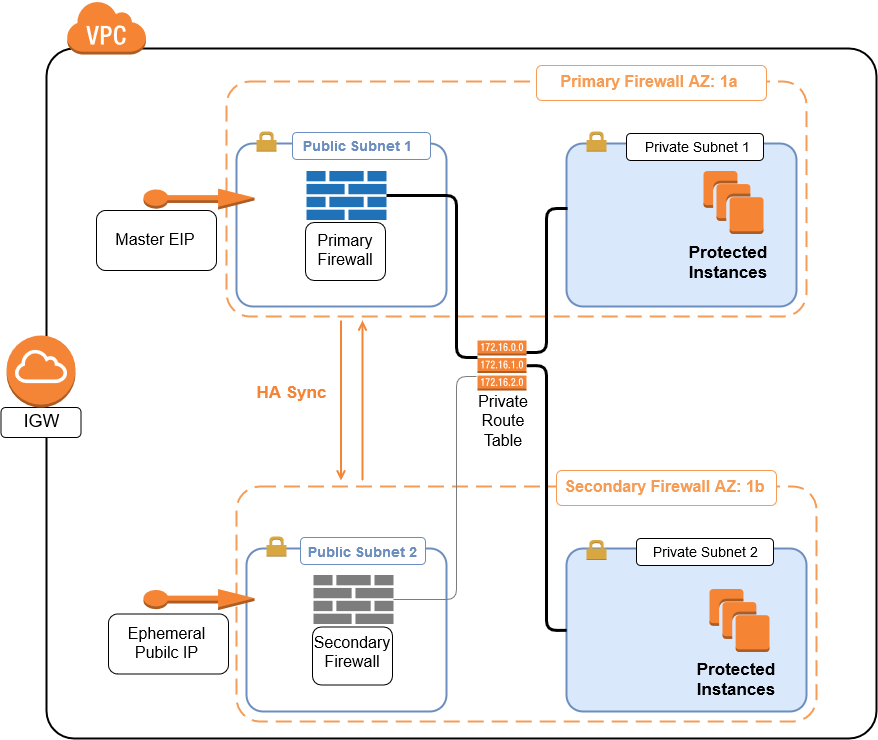 VPC
Primary Firewall AZ: 1a
Public Subnet 1
Private Subnet 1
Master EIP
Primary
Firewall
Protected
Instances
172.16.0.0
172.16.1.0
172.16.2.0
HA Sync
Private
Route
Table
IGW
Secondary Firewall AZ: 1b
Public Subnet 2
Private Subnet 2
Ephemeral
Pubilc IP
Secondary
Firewall
Protected
Instances